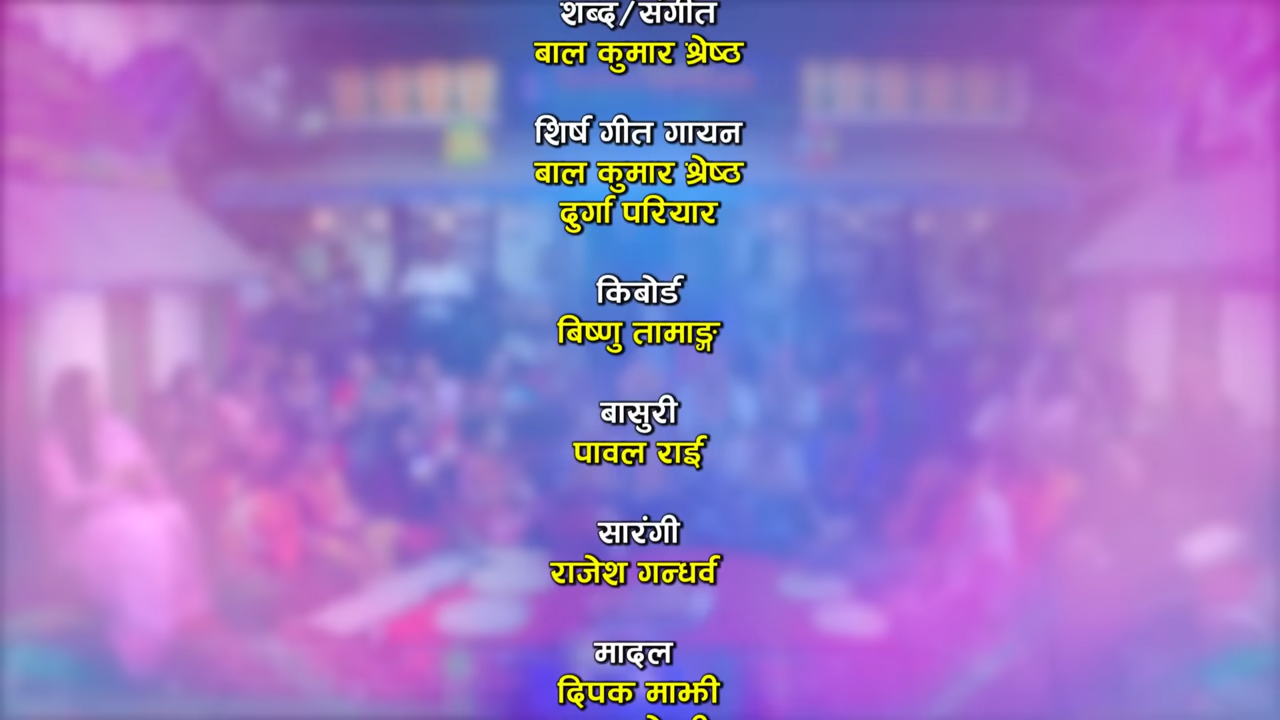 शब्द/संगीत
बाल कुमार श्रेष्ठ
शिर्ष गीत गायन
बाल कुमार श्रेष्ठ
दुर्गा परियार
किबोर्ड
बिष्णु तामाङ्ग
बासुरी
पावल राई
सारंगी
राजेश गन्धर्व
मादल
दिपक माझी